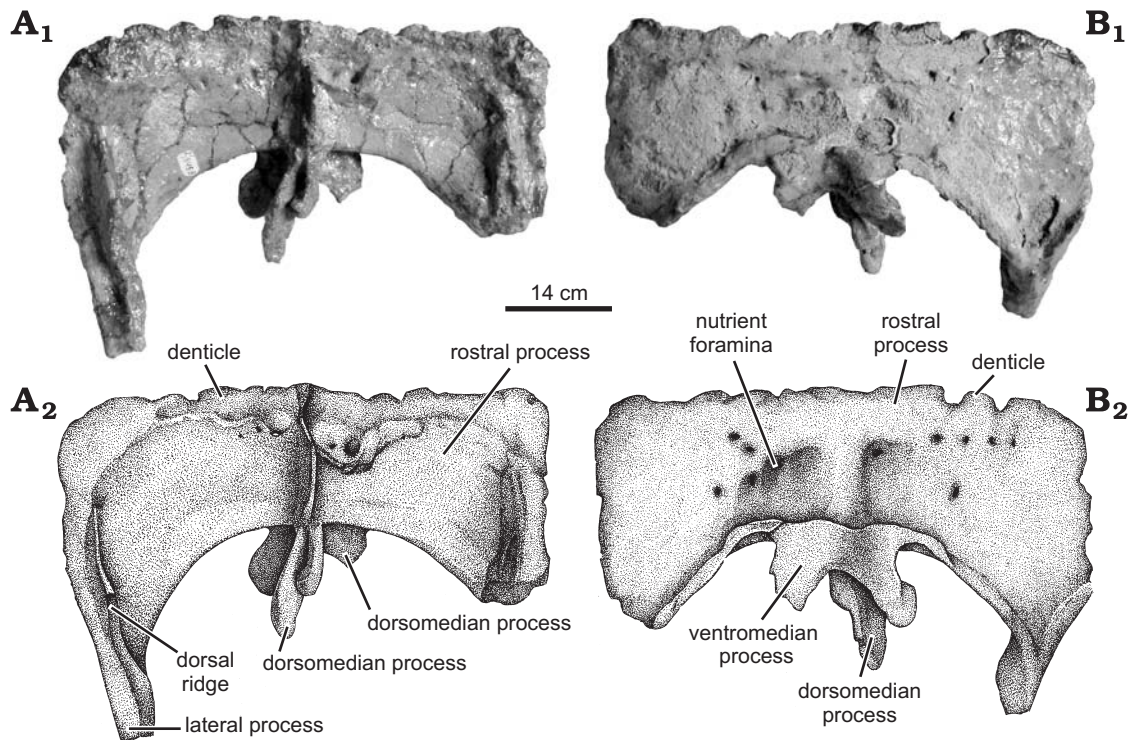 A1
B1
14 cm
denticle
rostral process
nutrient
foramina
rostral
process
denticle
A2
B2
dorsomedian process
dorsal
ridge
dorsomedian process
lateral process
ventromedian
process
dorsomedian
process